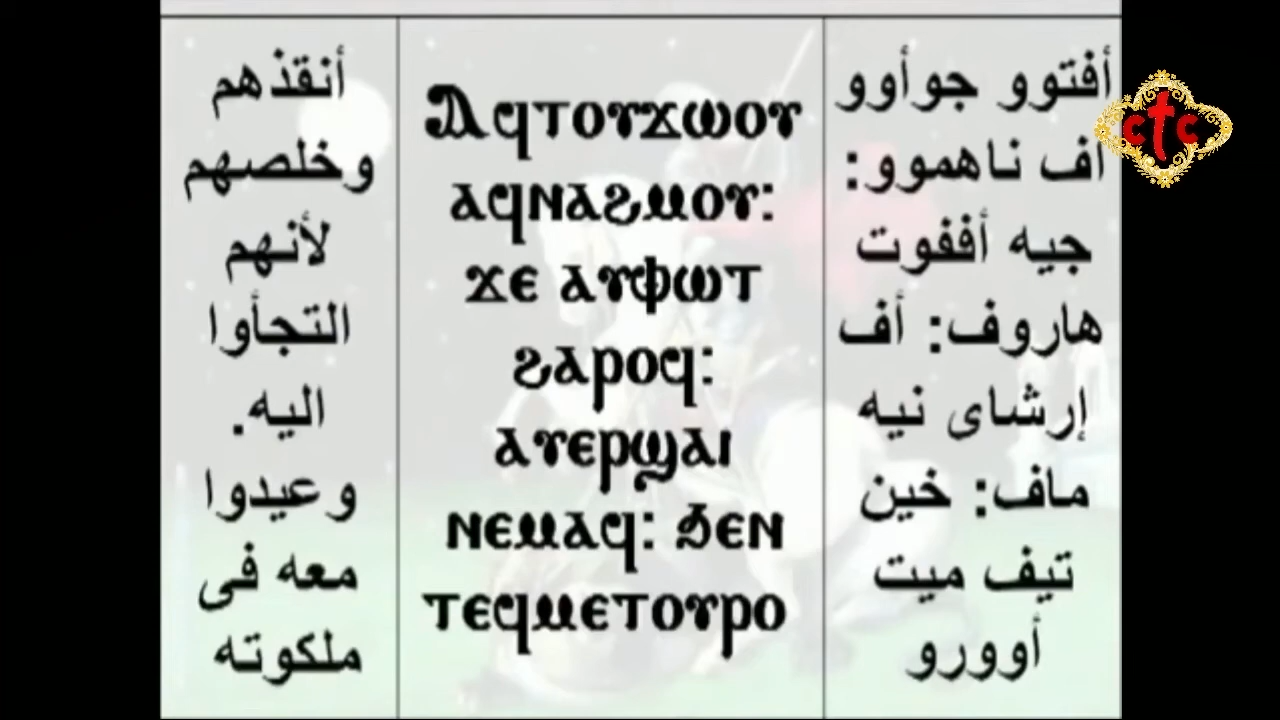 أنقذهم
وخلصهم
لأنهم
التجأوا
اليه.
وعيدوا
معه فى
ملكوته
Ⲁϥⲧⲟⲩϫⲱⲟⲩ
ⲁϥⲛⲁϩⲙⲟⲩ:
ϫⲉ ⲁⲩⲫⲱⲧ
ϩⲁⲣⲟϥ:
ⲁⲩⲉⲣϣⲁⲓ
ⲛⲉⲙⲁϥ: ϧⲉⲛ
ⲧⲉϥⲙⲉⲧⲟⲩⲣⲟ
أفتوو جوأوو
أف ناهموو:
جيه أففوت
هاروف: أف
إرشاى نيه
ماف: خين
تيف ميت
أوورو
ctc